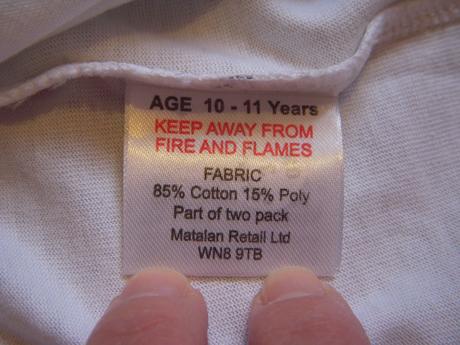 AGE 10 - 11 Years
KEEP AWAY FROM
FIRE AND FLAMES
FABRIC
85% Cotton 15% Poly
Part of two pack
Matalan Retail Ltd
WN8 9TB